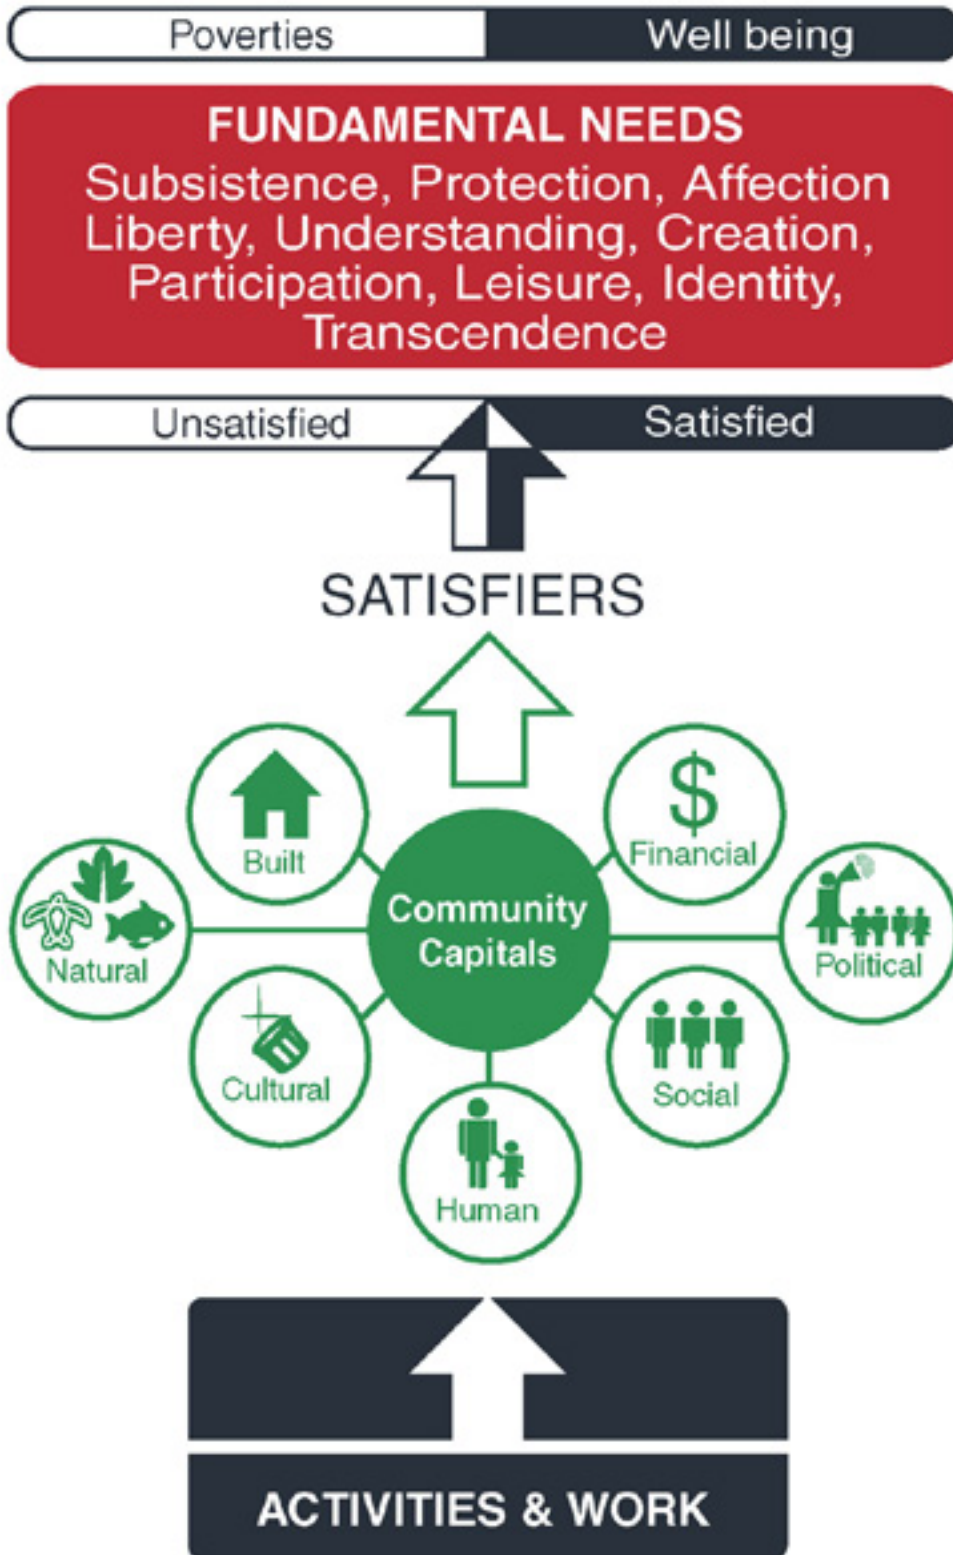 Poverties
Well being
FUNDAMENTAL NEEDS
Subsistence, Protection, Affection
Liberty, Understanding, Creation,
Participation, Leisure, Identity,
Transcendence
Unsatisfied
Satisfied
SATISFIERS
Built
$
Financial
Natural
Community
Capitals
Political
Cultural
Social
Human
ACTIVITIES & WORK